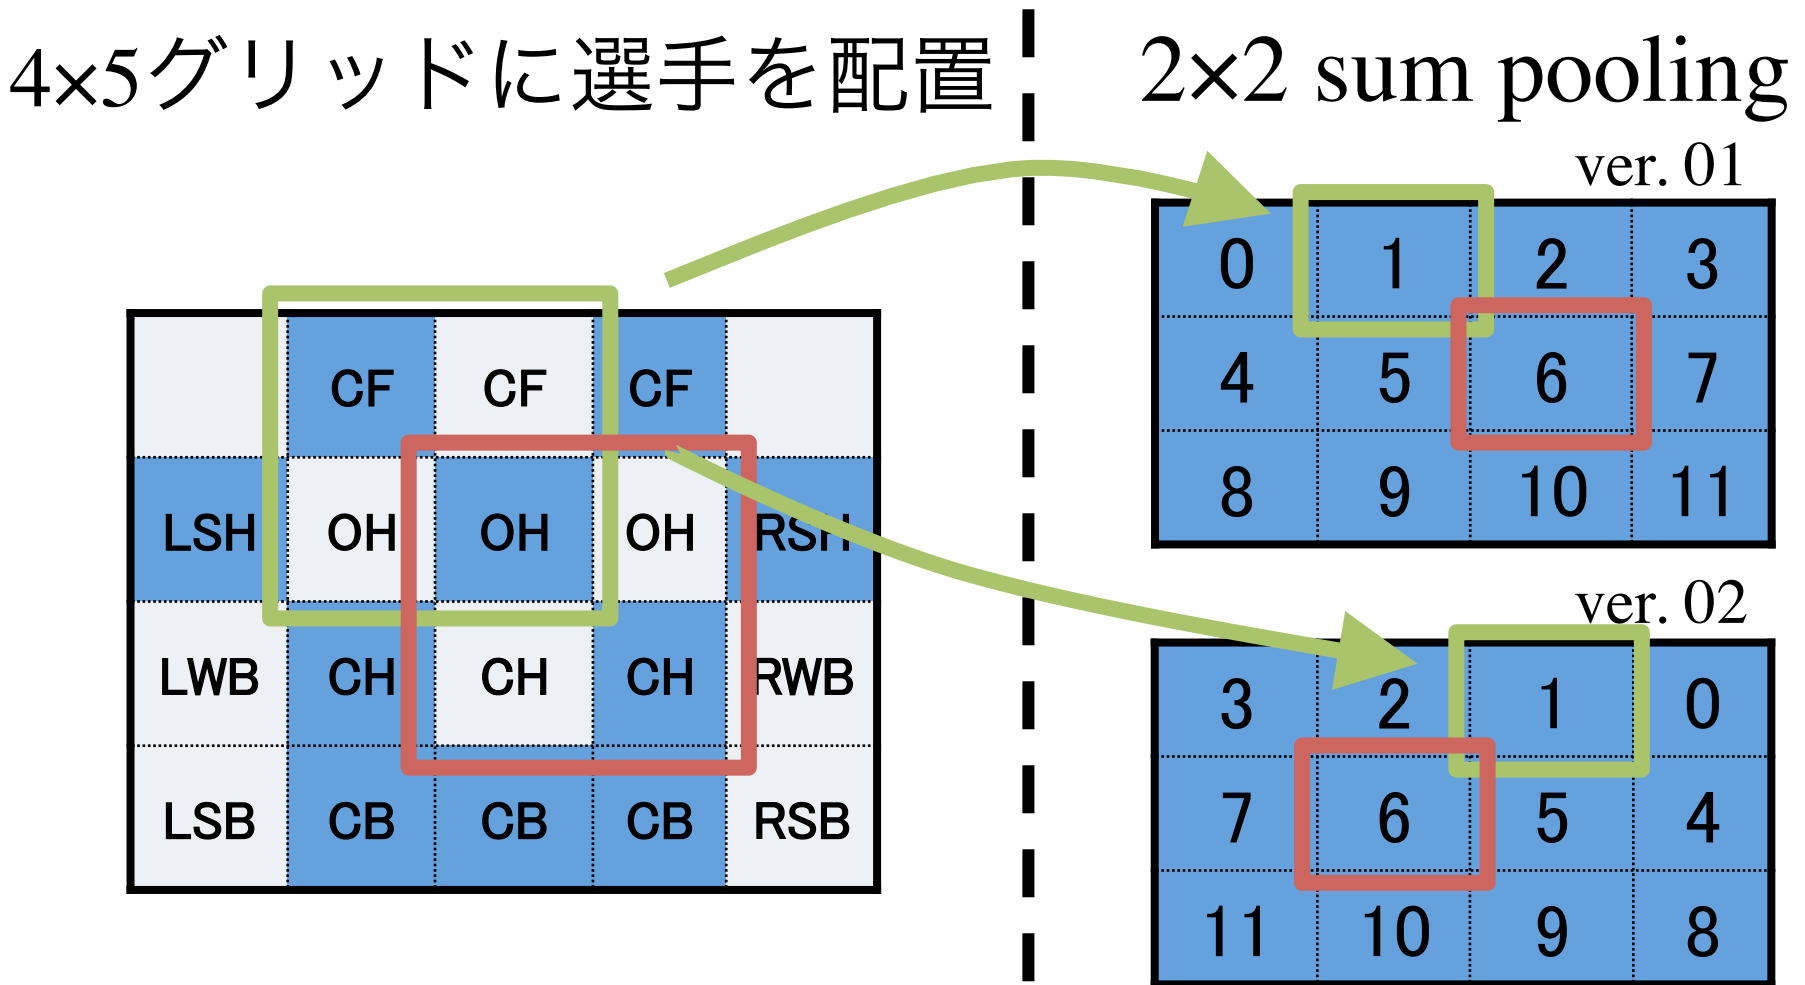 4×5グリッドに選手を配置
CF CF CF
LSH OH OH OH RSH
LWB CH CH CH RWB
LSB CB CB CB RSB
2×2 sum pooling
ver. 01
0 1 2 3
4 5 6 7
8 9 10 11
ver. 02
3 2 1 0
7 6 5 4
11 10 9 8